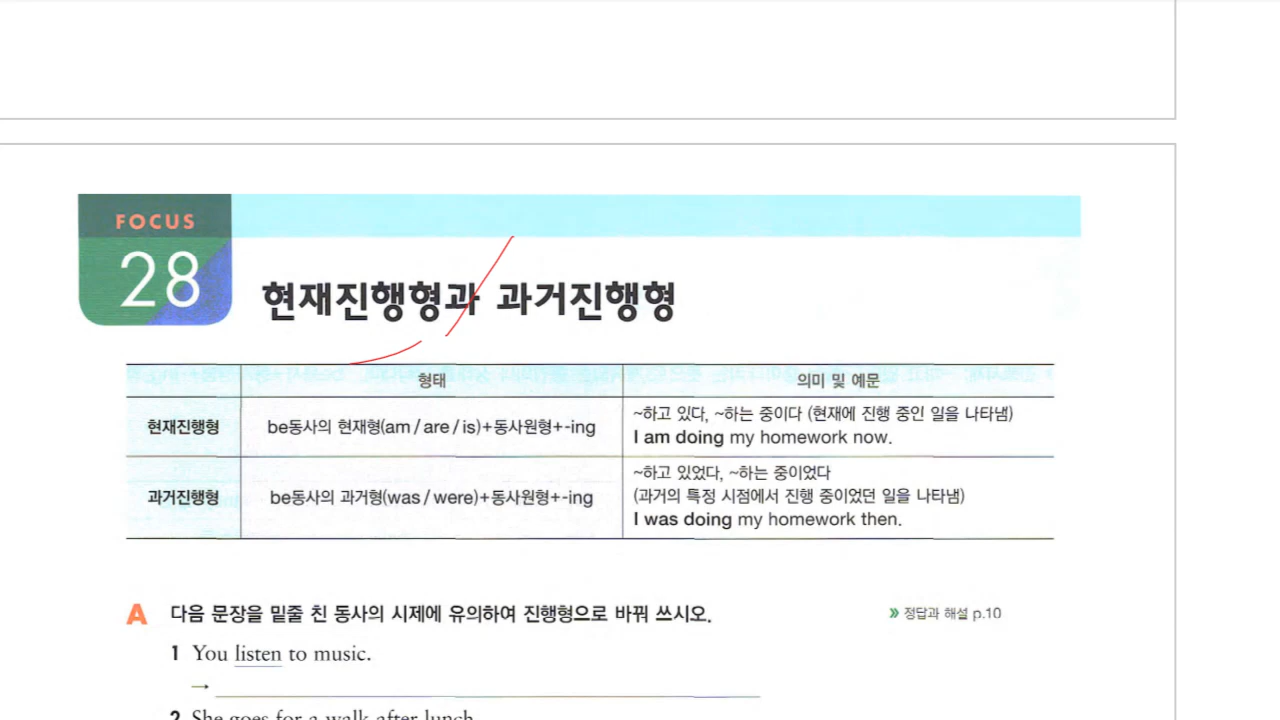 FOCUS
28
현재진행형과 과거진행형
형태
의미 및 예문
현재진행형
be동사의 현재형(am / are / is)+동사원형+-ing
~하고 있다, ~하는 중이다 (현재에 진행 중인 일을 나타냄)
I am doing my homework now.
과거진행형
be동사의 과거형(was / were)+동사원형+-ing
~하고 있었다, ~하는 중이었다
(과거의 특정 시점에서 진행 중이었던 일을 나타냄)
I was doing my homework then.
A 다음 문장을 밑줄 친 동사의 시제에 유의하여 진행형으로 바꿔 쓰시오.
» 정답과 해설 p.10
1 You listen to music.
→
2 She goes for a walk after lunch.